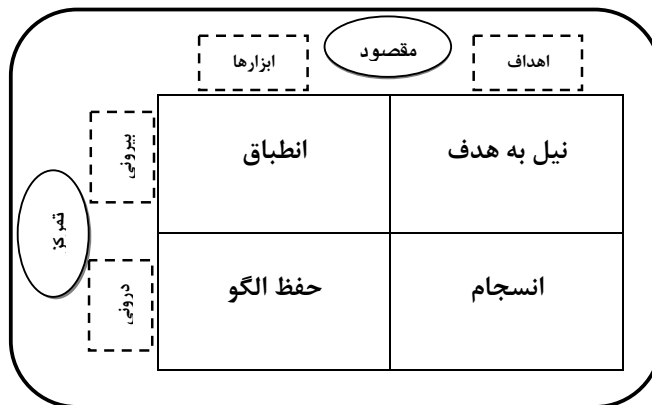 مقصود
اهداف
ابزارها
بیرونی
نیل به هدف
انطباق
تمرکز
درونی
انسجام
حفظ الگو